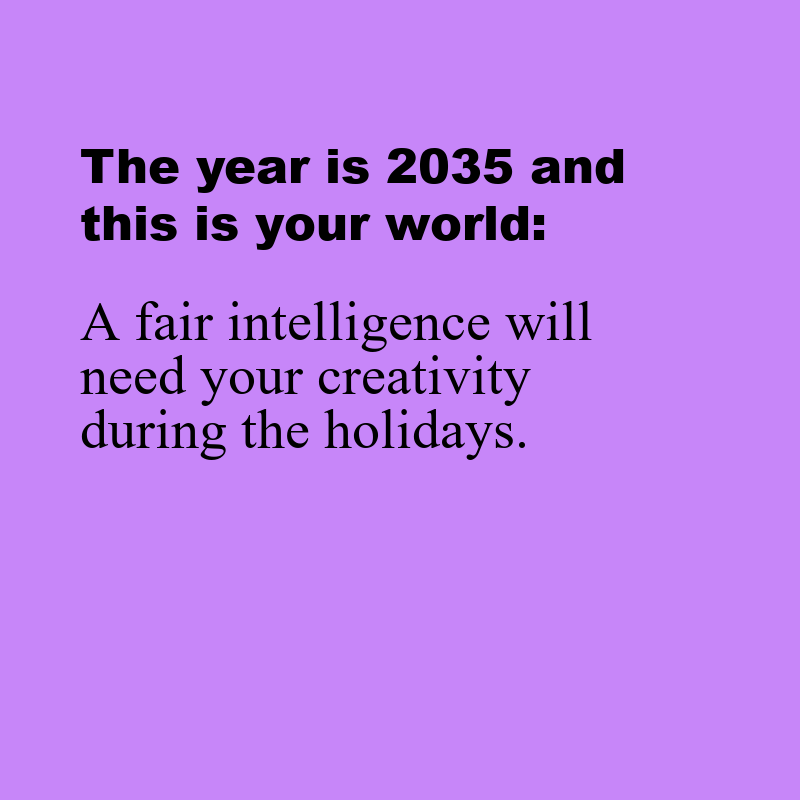 The year is 2035 and
this is your world:
A fair intelligence will
need your creativity
during the holidays.